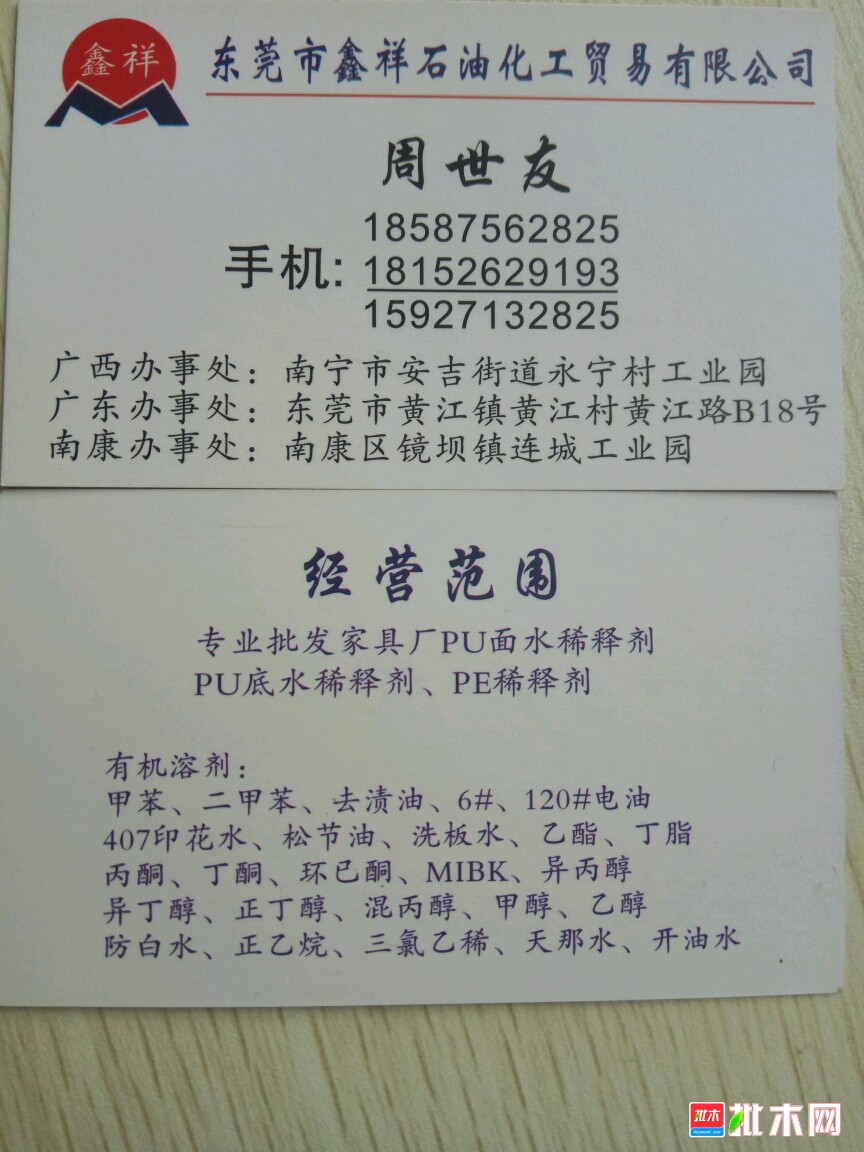 鑫祥
东莞市鑫祥石油化工贸易有限公司
周世友
18587562825
手机: 18152629193
15927132825
广西办事处：南宁市安吉街道永宁村工业园
广东办事处：东莞市黄江镇黄江村黄江路B18号
南康办事处：南康区镜坝镇连城工业园
经营范围
专业批发家具厂PU面水稀释剂
PU底水稀释剂、PE稀释剂
有机溶剂：
甲苯、二甲苯、去渍油、6#、120#电油
407印花水、松节油、洗板水、乙酯、丁脂
丙酮、丁酮、环已酮、MIBK、异丙醇
异丁醇、正丁醇、混丙醇、甲醇、乙醇
防白水、正乙烷、三氯乙稀、天那水、开油水
批木 批木网